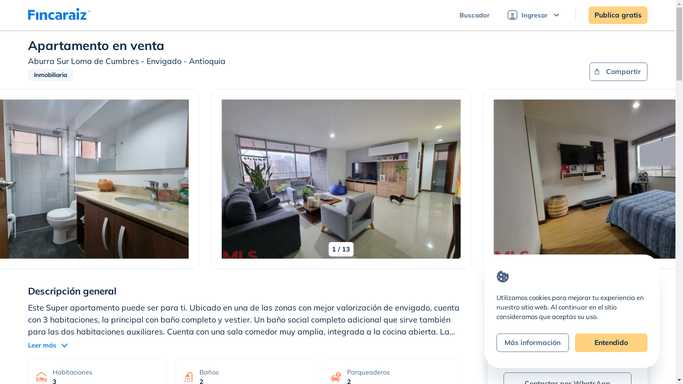 Fincaraiz
Buscador
Ingresar
Publica gratis
Apartamento en venta
Aburra Sur Loma de Cumbres - Envigado - Antioquia
Inmobiliaria
Compartir
MLS
1 / 13
MLS
Descripción general
Este Super apartamento puede ser para ti. Ubicado en una de las zonas con mejor valorización de envigado, cuenta
con 3 habitaciones, la principal con baño completo y vestier. Un baño social completo adicional que sirve también
para las dos habitaciones auxiliares. Cuenta con una sala comedor muy amplia, integrada a la cocina abierta. La...
Leer más
Habitaciones
3
Baños
2
Parqueaderos
2
Utilizamos cookies para mejorar tu experiencia en
nuestro sitio web. Al continuar en el sitio
consideramos que aceptas su uso.
Más información
Entendido
Contactar por WhatsApp